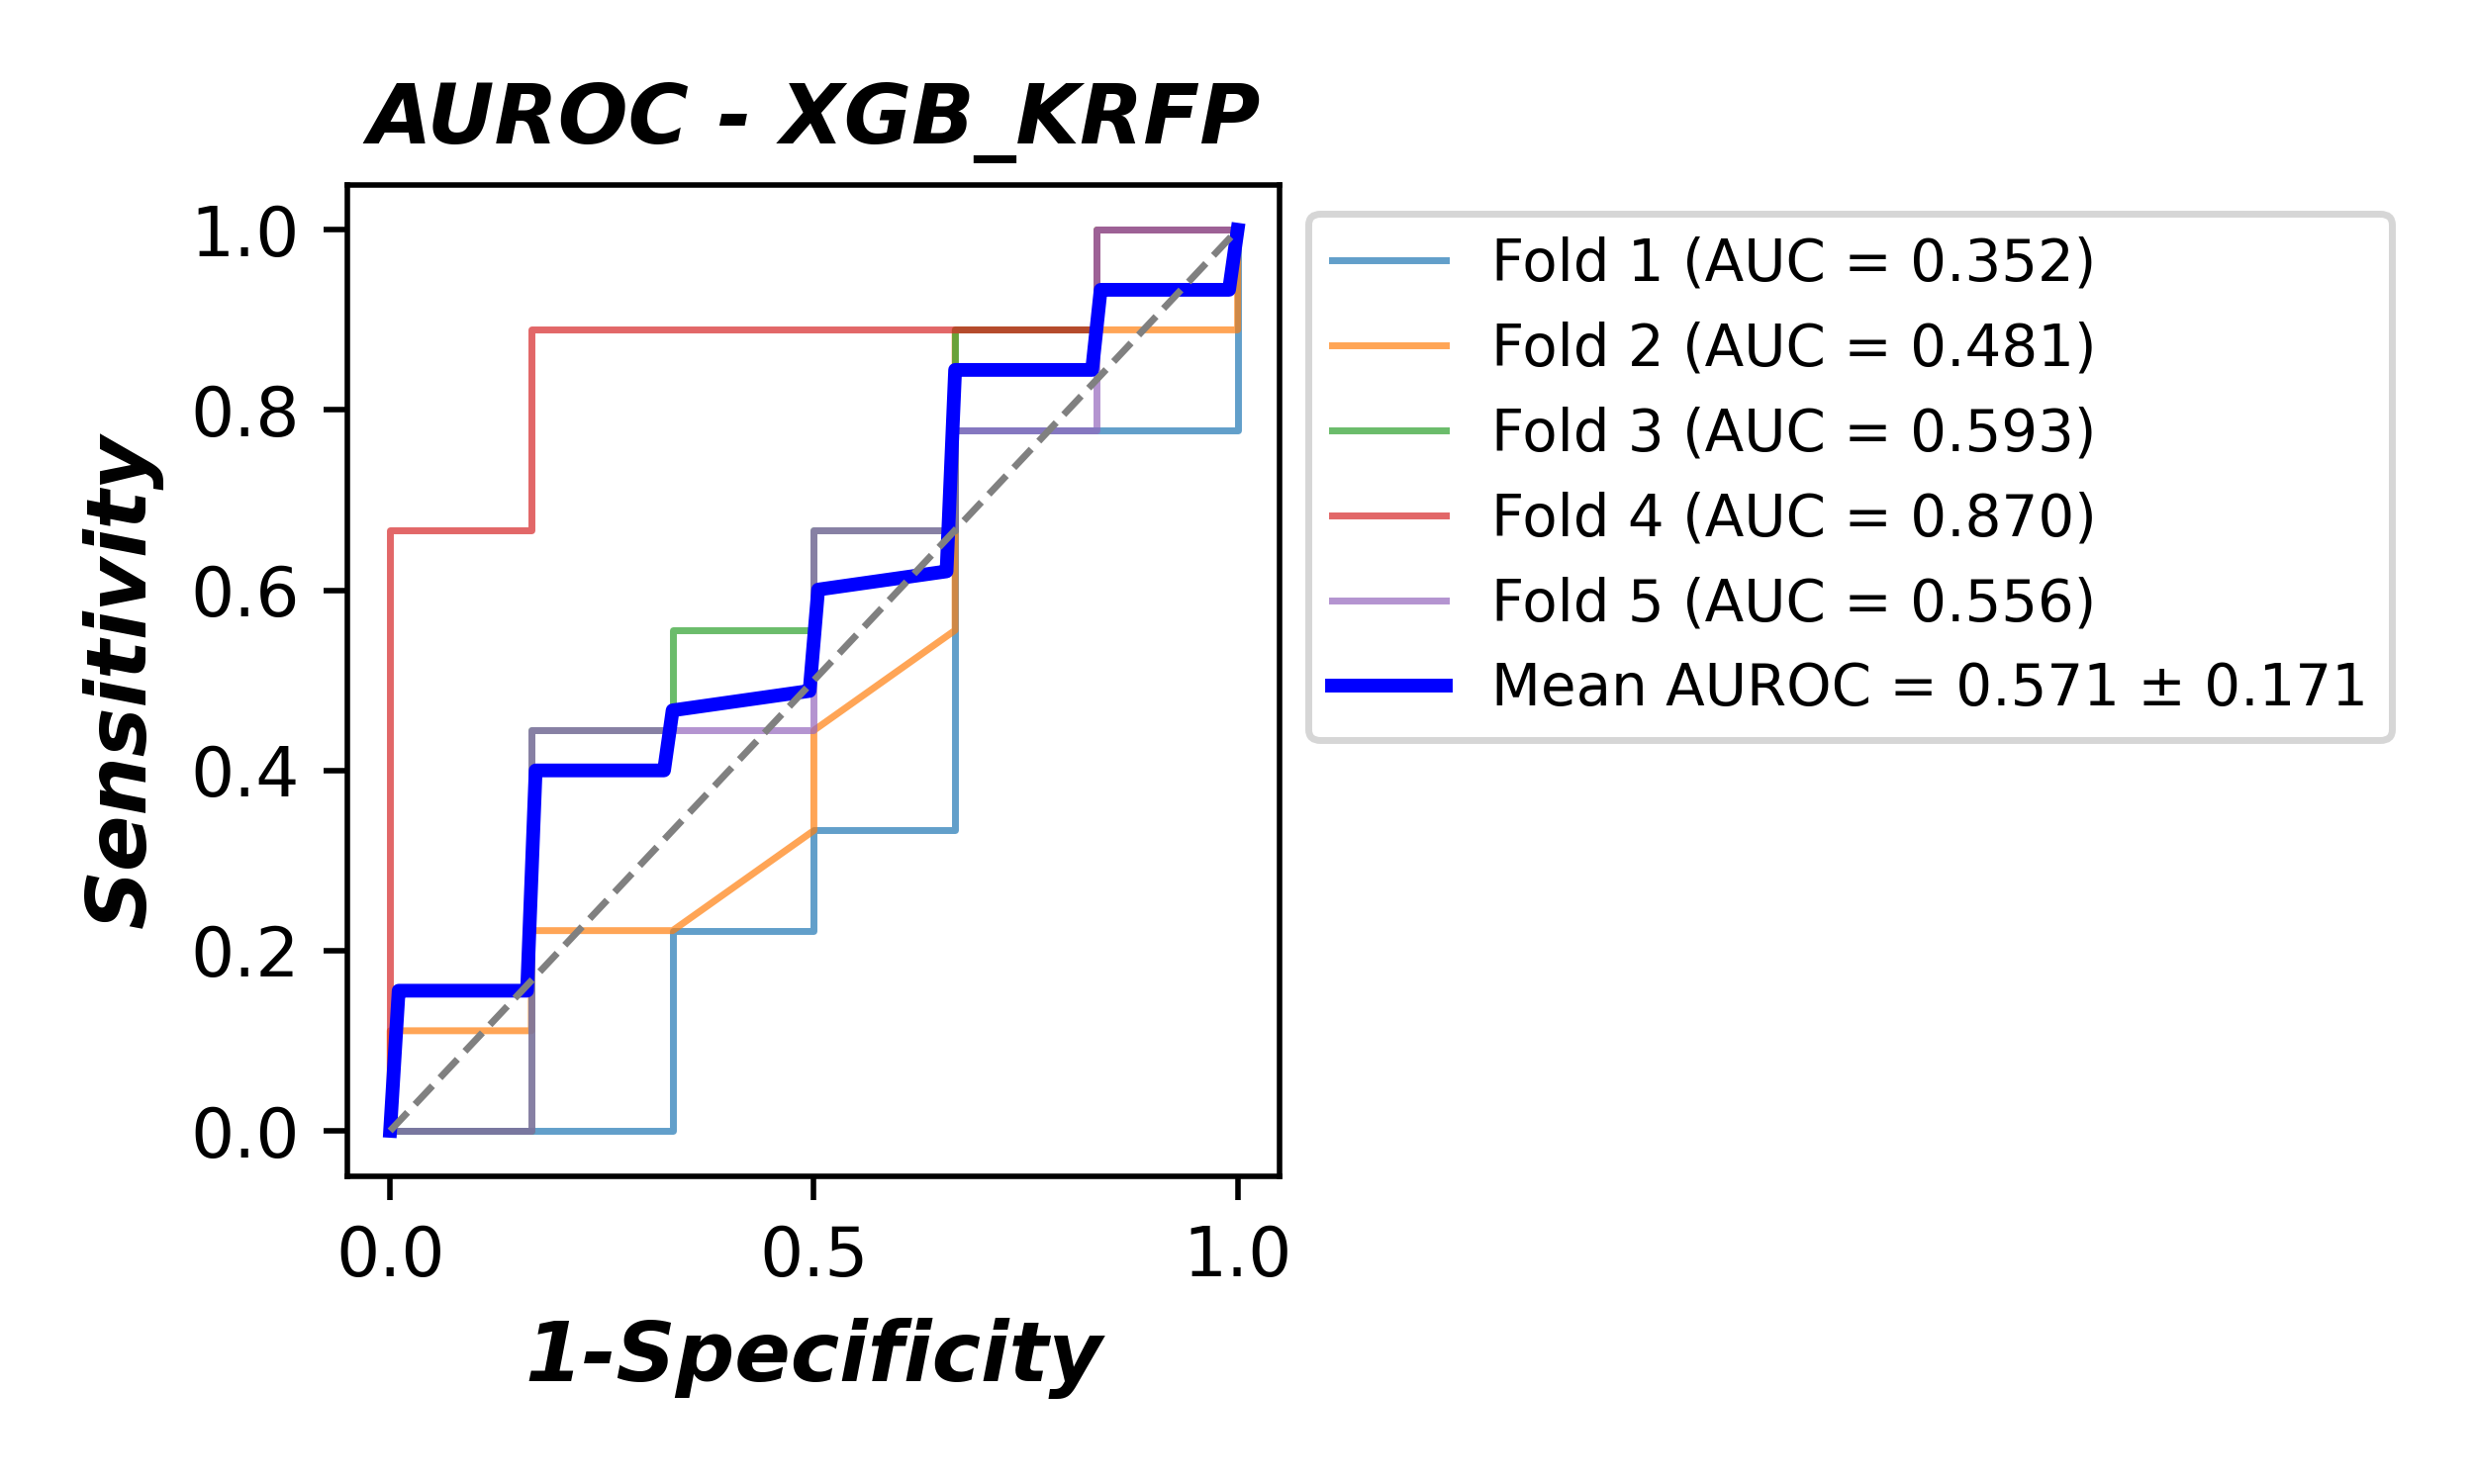 AUROC - XGB_KRFP
Sensitivity
1.0
0.8
0.6
0.4
0.2
0.0
0.0 0.5 1.0
1-Specificity
Fold 1 (AUC = 0.352)
Fold 2 (AUC = 0.481)
Fold 3 (AUC = 0.593)
Fold 4 (AUC = 0.870)
Fold 5 (AUC = 0.556)
Mean AUROC = 0.571 ± 0.171